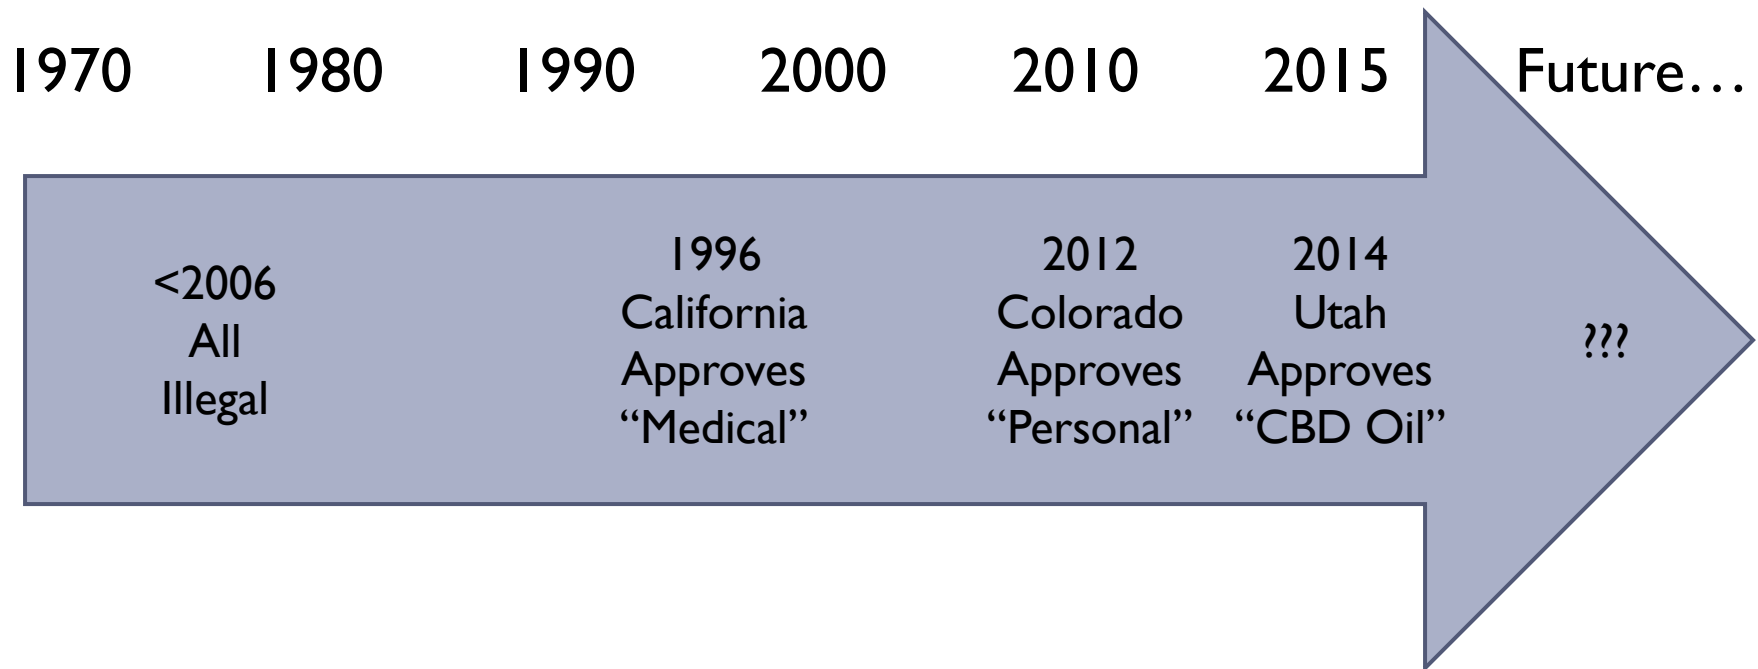 1970 1980 1990 2000 2010 2015 Future…
<2006
All
Illegal
1996
California
Approves
“Medical”
2012
Colorado
Approves
“Personal”
2014
Utah
Approves
“CBD Oil”
???